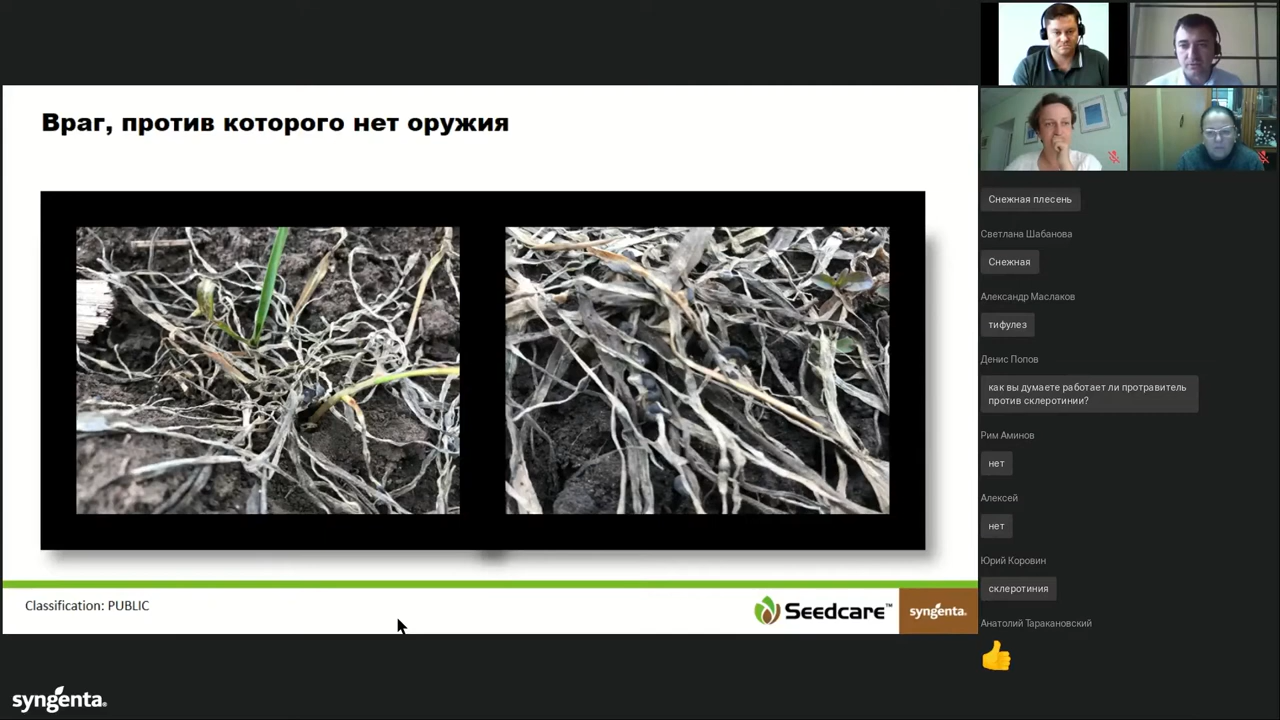 Враг, против которого нет оружия
Classification: PUBLIC
Seedcare™
syngenta.
syngenta.
Снежная плесень
Светлана Шабанова
Снежная
Александр Маслаков
тифулез
Денис Попов
как вы думаете работает ли протравитель
против склеротинии?
Рим Аминов
нет
Алексей
нет
Юрий Коровин
склеротиния
Анатолий Таракановский